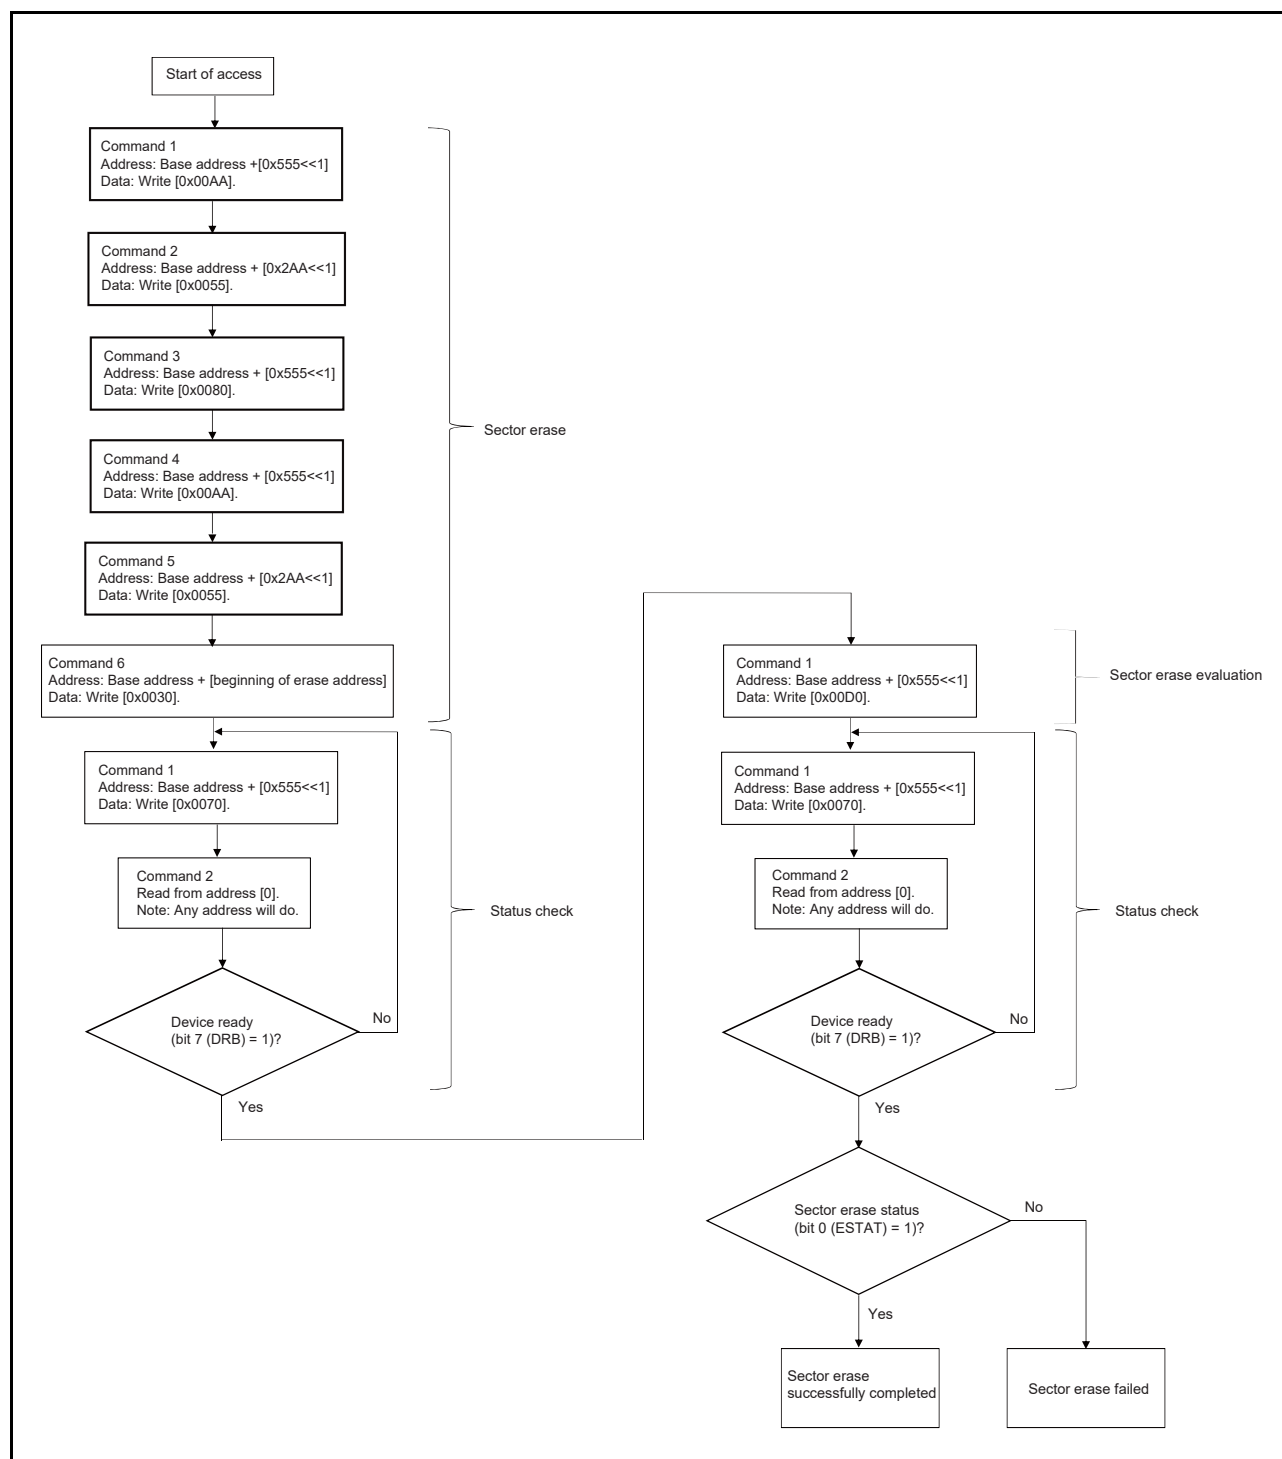 Start of access
Command 1
Address: Base address +[0x555<<1]
Data: Write [0x00AA].
Command 2
Address: Base address + [0x2AA<<1]
Data: Write [0x0055].
Command 3
Address: Base address + [0x555<<1]
Data: Write [0x0080].
Command 4
Address: Base address + [0x555<<1]
Data: Write [0x00AA].
Command 5
Address: Base address + [0x2AA<<1]
Data: Write [0x0055].
Command 6
Address: Base address + [beginning of erase address]
Data: Write [0x0030].
Sector erase
Command 1
Address: Base address + [0x555<<1]
Data: Write [0x0070].
Command 2
Read from address [0].
Note: Any address will do.
Device ready
(bit 7 (DRB) = 1)?
No
Yes
Status check
Command 1
Address: Base address + [0x555<<1]
Data: Write [0x00D0].
Sector erase evaluation
Command 1
Address: Base address + [0x555<<1]
Data: Write [0x0070].
Command 2
Read from address [0].
Note: Any address will do.
Device ready
(bit 7 (DRB) = 1)?
No
Yes
Status check
Sector erase status
(bit 0 (ESTAT) = 1)?
No
Yes
Sector erase
successfully completed
Sector erase failed